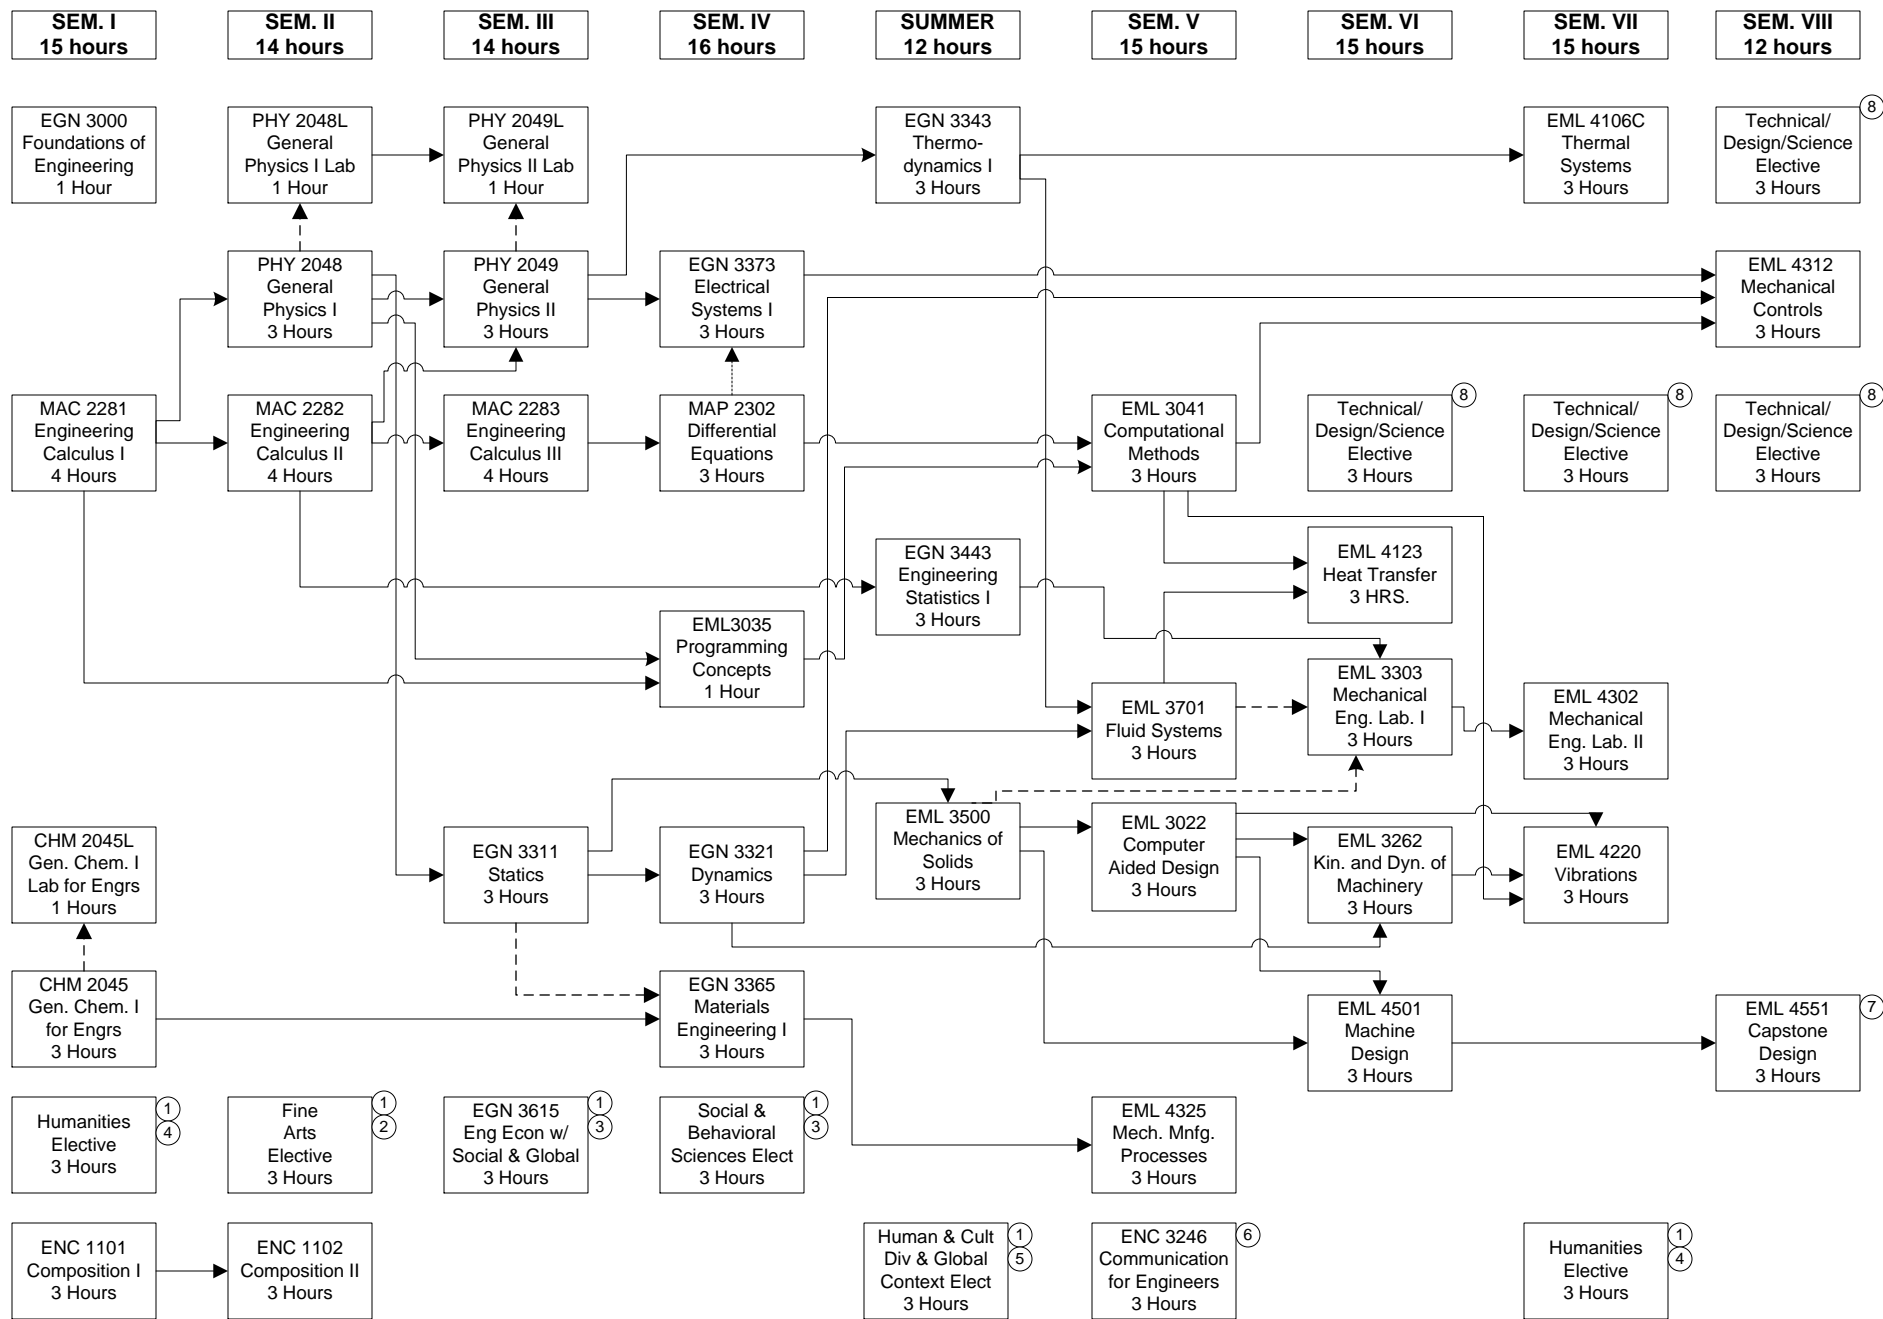 SEM. I
15 hours
SEM. II
14 hours
SEM. III
14 hours
SEM. IV
16 hours
SUMMER
12 hours
SEM. V
15 hours
SEM. VI
15 hours
SEM. VII
15 hours
SEM. VIII
12 hours
EGN 3000
Foundations of
Engineering
1 Hour
PHY 2048L
General
Physics I Lab
1 Hour
PHY 2049L
General
Physics II Lab
1 Hour
EGN 3343
Thermo-
dynamics I
3 Hours
EML 4106C
Thermal
Systems
3 Hours
Technical/
Design/Science
Elective
3 Hours
8
PHY 2048
General
Physics I
3 Hours
PHY 2049
General
Physics II
3 Hours
EGN 3373
Electrical
Systems I
3 Hours
EML 4312
Mechanical
Controls
3 Hours
MAC 2281
Engineering
Calculus I
4 Hours
MAC 2282
Engineering
Calculus II
4 Hours
MAC 2283
Engineering
Calculus III
4 Hours
MAP 2302
Differential
Equations
3 Hours
EML 3041
Computational
Methods
3 Hours
Technical/
Design/Science
Elective
3 Hours
8
Technical/
Design/Science
Elective
3 Hours
8
Technical/
Design/Science
Elective
3 Hours
8
EGN 3443
Engineering
Statistics I
3 Hours
EML 4123
Heat Transfer
3 HRS.
EML3035
Programming
Concepts
1 Hour
EML 3701
Fluid Systems
3 Hours
EML 3303
Mechanical
Eng. Lab. I
3 Hours
EML 4302
Mechanical
Eng. Lab. II
3 Hours
CHM 2045L
Gen. Chem. I
Lab for Engrs
1 Hours
EGN 3311
Statics
3 Hours
EGN 3321
Dynamics
3 Hours
EML 3500
Mechanics of
Solids
3 Hours
EML 3022
Computer
Aided Design
3 Hours
EML 3262
Kin. and Dyn. of
Machinery
3 Hours
EML 4220
Vibrations
3 Hours
CHM 2045
Gen. Chem. I
for Engrs
3 Hours
EGN 3365
Materials
Engineering I
3 Hours
EML 4501
Machine
Design
3 Hours
EML 4551
Capstone
Design
3 Hours
7
Humanities
Elective
3 Hours
1
4
Fine
Arts
Elective
3 Hours
1
2
EGN 3615
Eng Econ w/
Social & Global
3 Hours
1
3
Social &
Behavioral
Sciences Elect
3 Hours
1
3
EML 4325
Mech. Mnfg.
Processes
3 Hours
ENC 1101
Composition I
3 Hours
ENC 1102
Composition II
3 Hours
Human & Cult
Div & Global
Context Elect
3 Hours
1
5
ENC 3246
Communication
for Engineers
3 Hours
6
Humanities
Elective
3 Hours
1
4